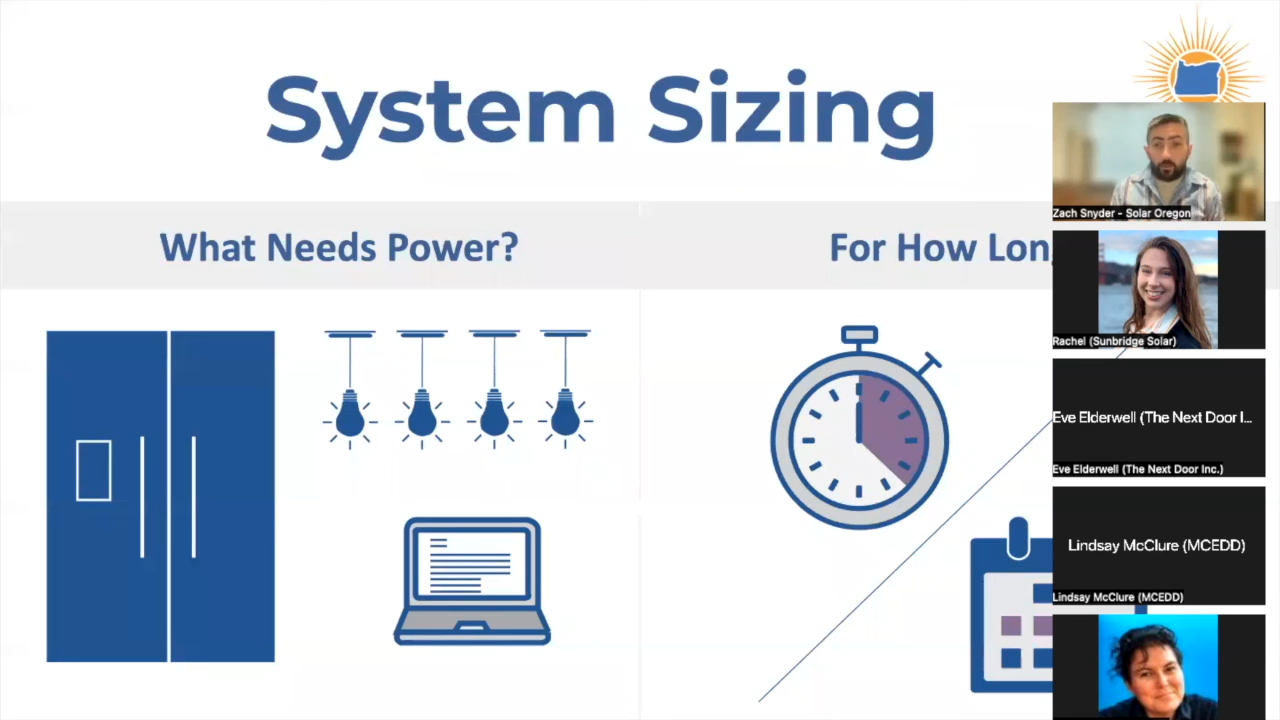 System Sizing
What Needs Power?
For How Lon
Zach Snyder - Solar Oregon
Rachel (Sunbridge Solar)
Eve Elderwell (The Next Door I...
Eve Elderwell (The Next Door Inc.)
Lindsay McClure (MCEDD)
Lindsay McClure (MCEDD)